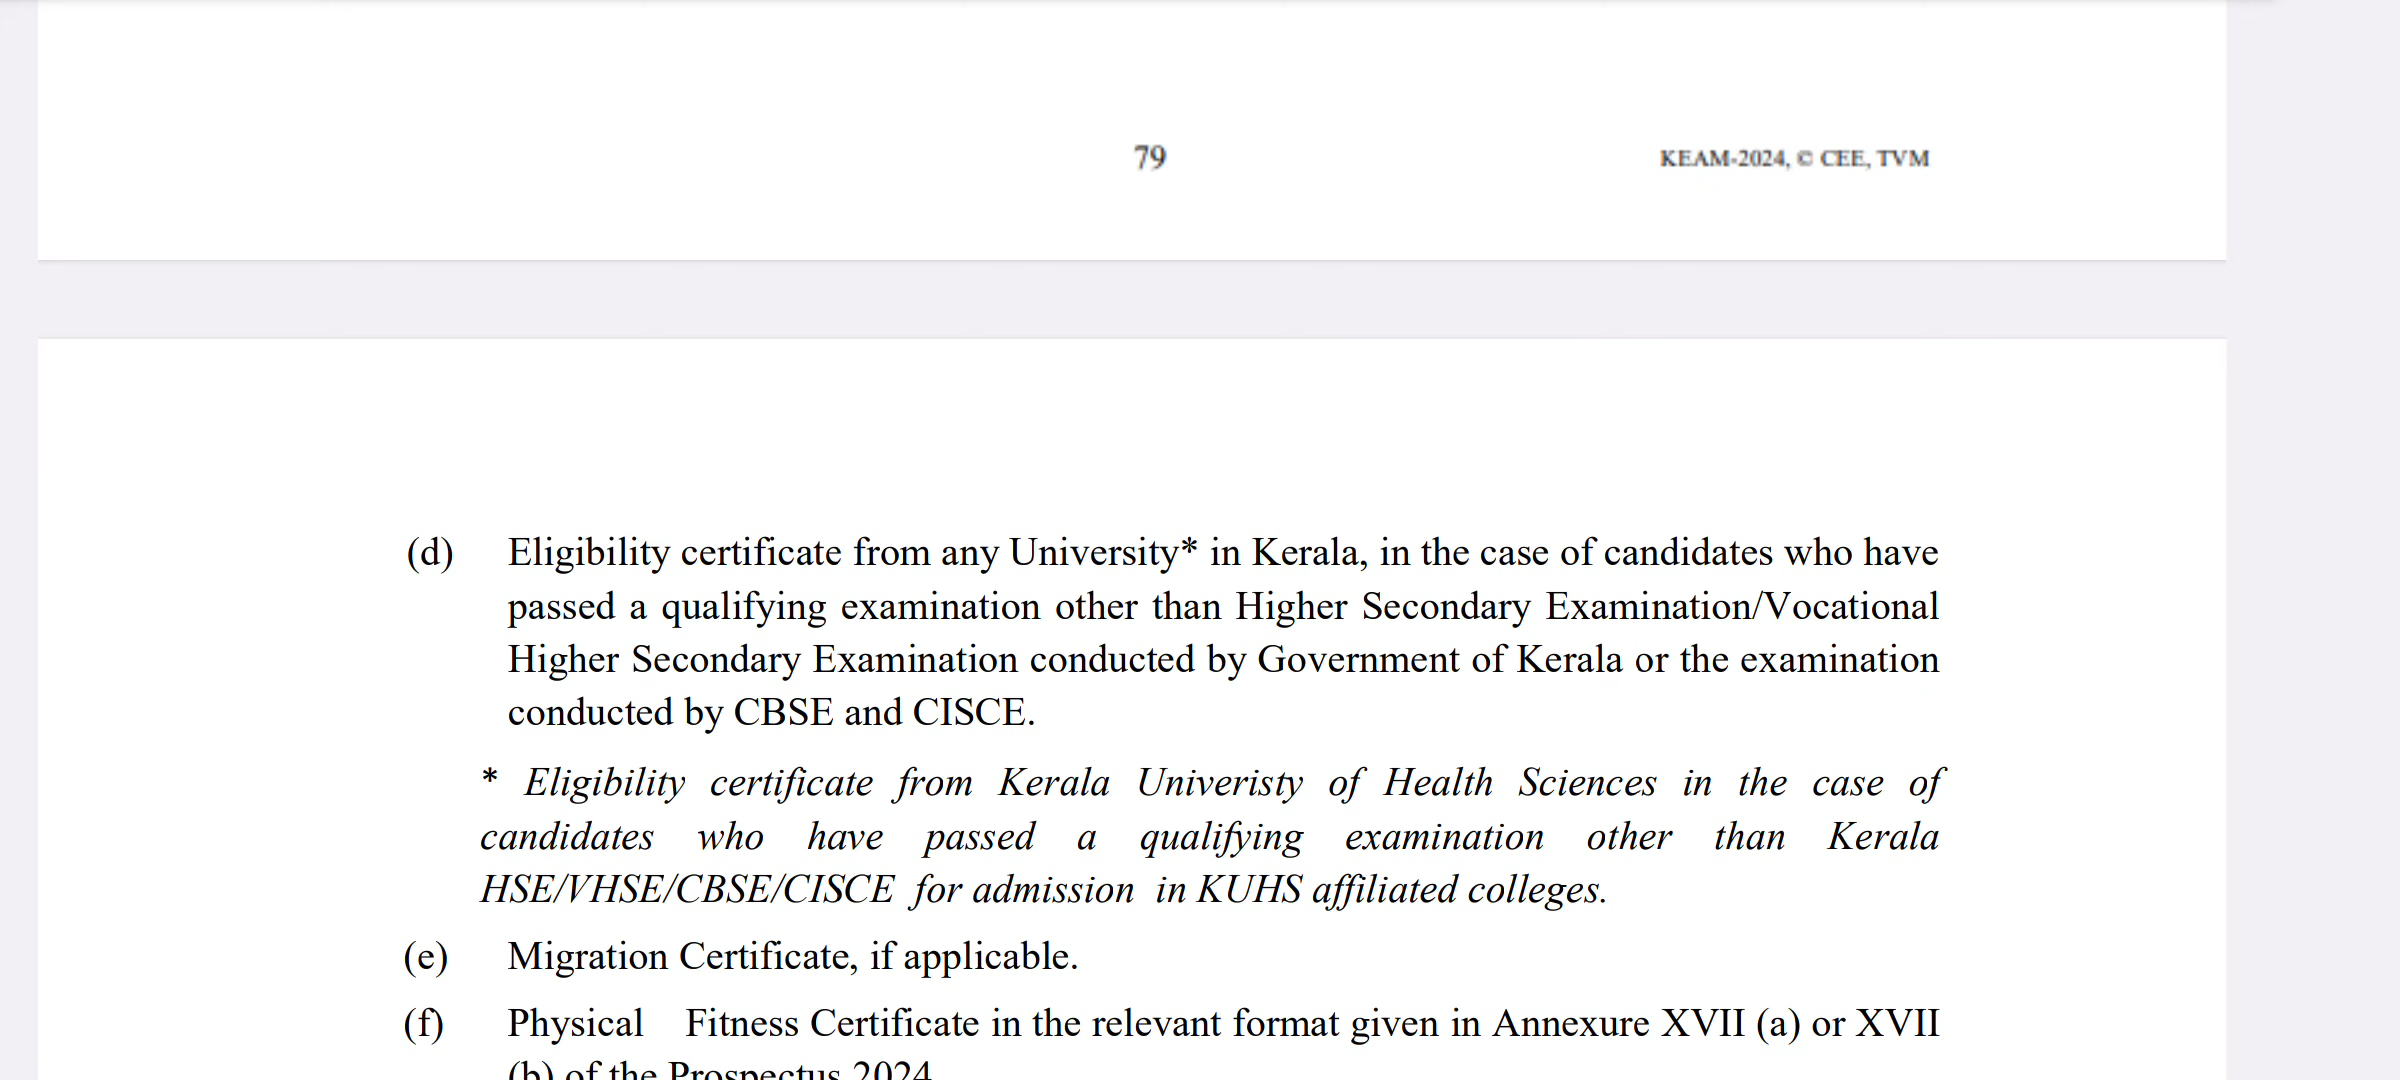 79
KEAM-2024, © CEE, TVM
(d) Eligibility certificate from any University* in Kerala, in the case of candidates who have
passed a qualifying examination other than Higher Secondary Examination/Vocational
Higher Secondary Examination conducted by Government of Kerala or the examination
conducted by CBSE and CISCE.
* Eligibility certificate from Kerala Univeristy of Health Sciences in the case of
candidates who have passed a qualifying examination other than Kerala
HSE/VHSE/CBSE/CISCE for admission in KUHS affiliated colleges.
(e) Migration Certificate, if applicable.
(f) Physical Fitness Certificate in the relevant format given in Annexure XVII (a) or XVII
(b) of the Prospectus 2024